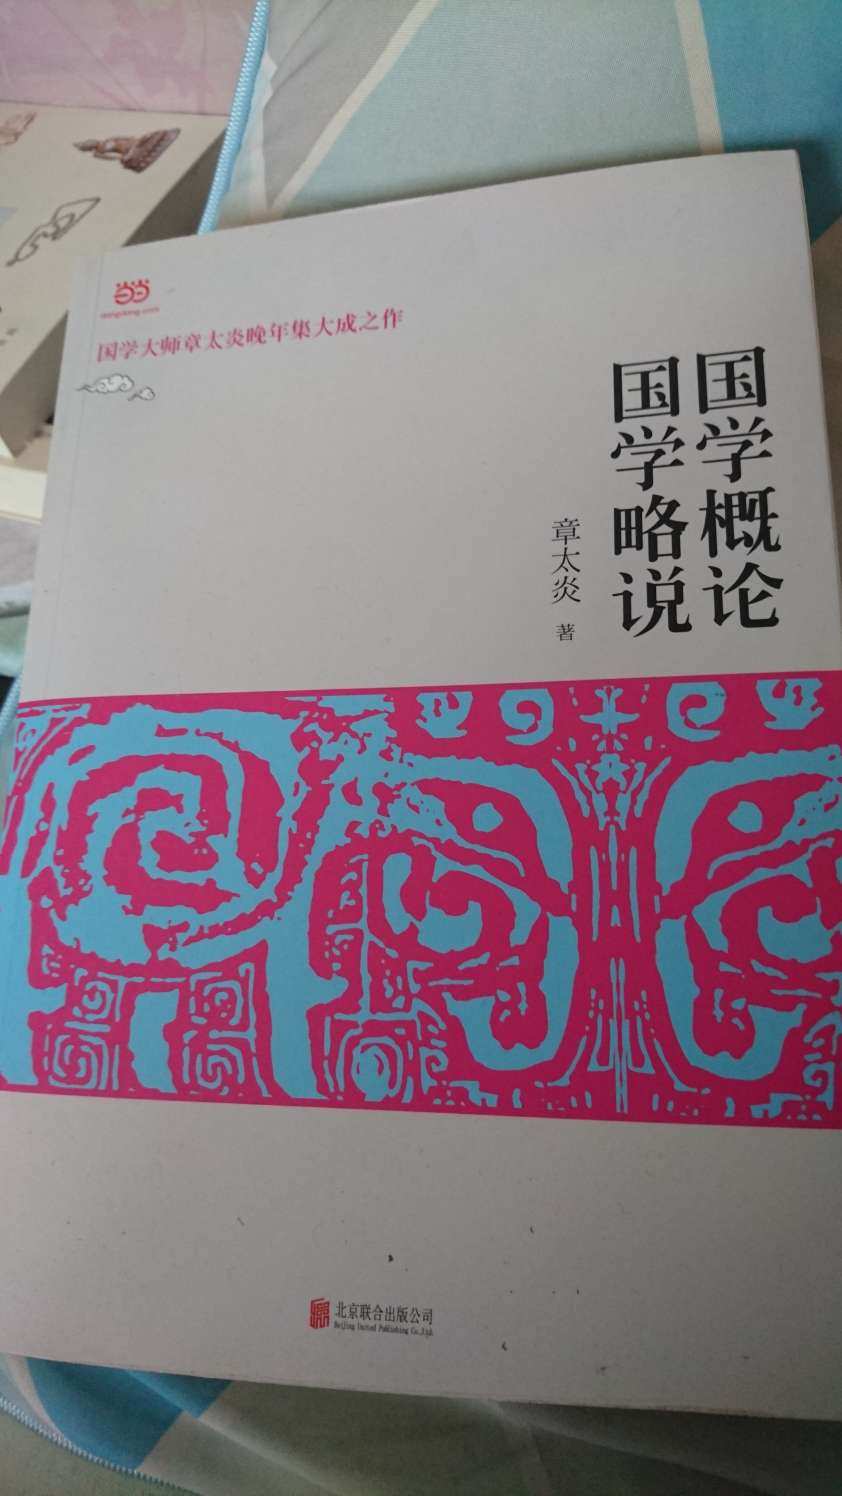 当当
dangdang.com
国学大师章太炎晚年集大成之作
国学概论
国学略说
章太炎 著
北京联合出版公司
Beijing United Publishing Co.,Ltd.